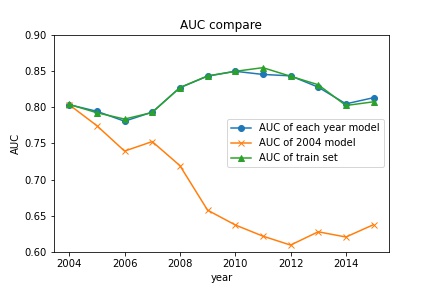 AUC compare
0.90
0.85
0.80
0.75
0.70
0.65
0.60
AUC
AUC of each year model
AUC of 2004 model
AUC of train set
2004 2006 2008 2010 2012 2014
year